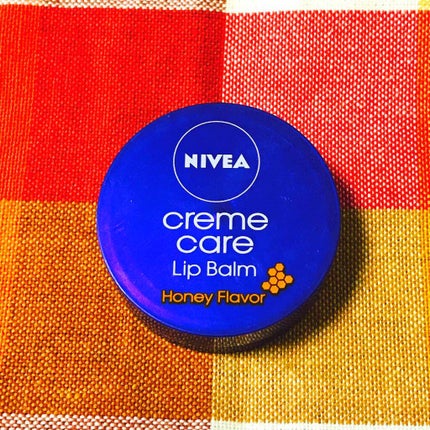 NIVEA
creme
care
Lip Balm
Honey Flavor